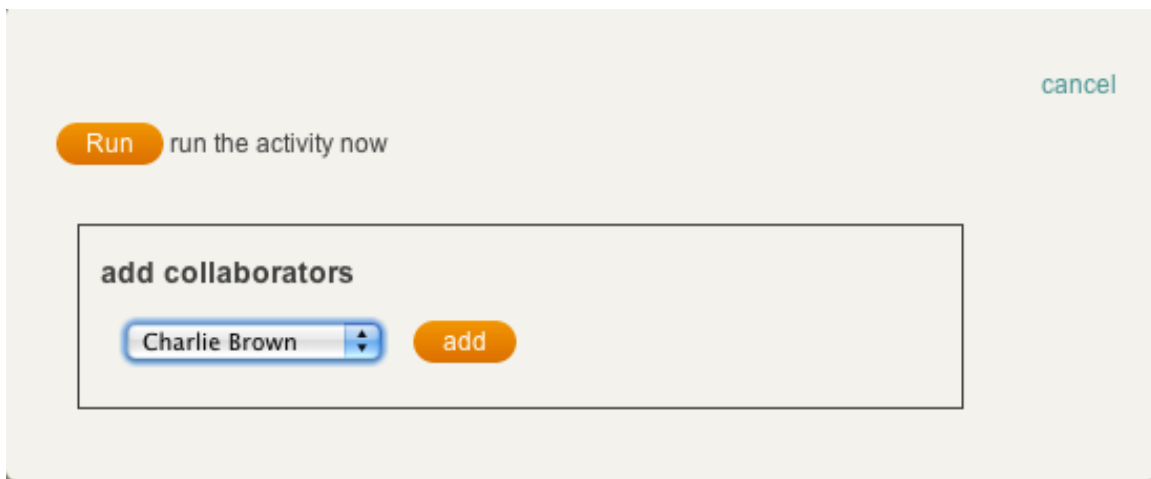 cancel
Run run the activity now
add collaborators
Charlie Brown add